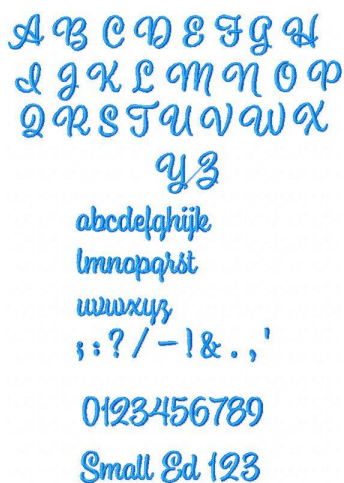 A B C D E F G H
I J K L M N O P
Q R S T U V W X
Y Z
abcdefghijk
lmnopqrst
uvwxyz
; : ? / - ! & . , '
0123456789
Small Ed 123